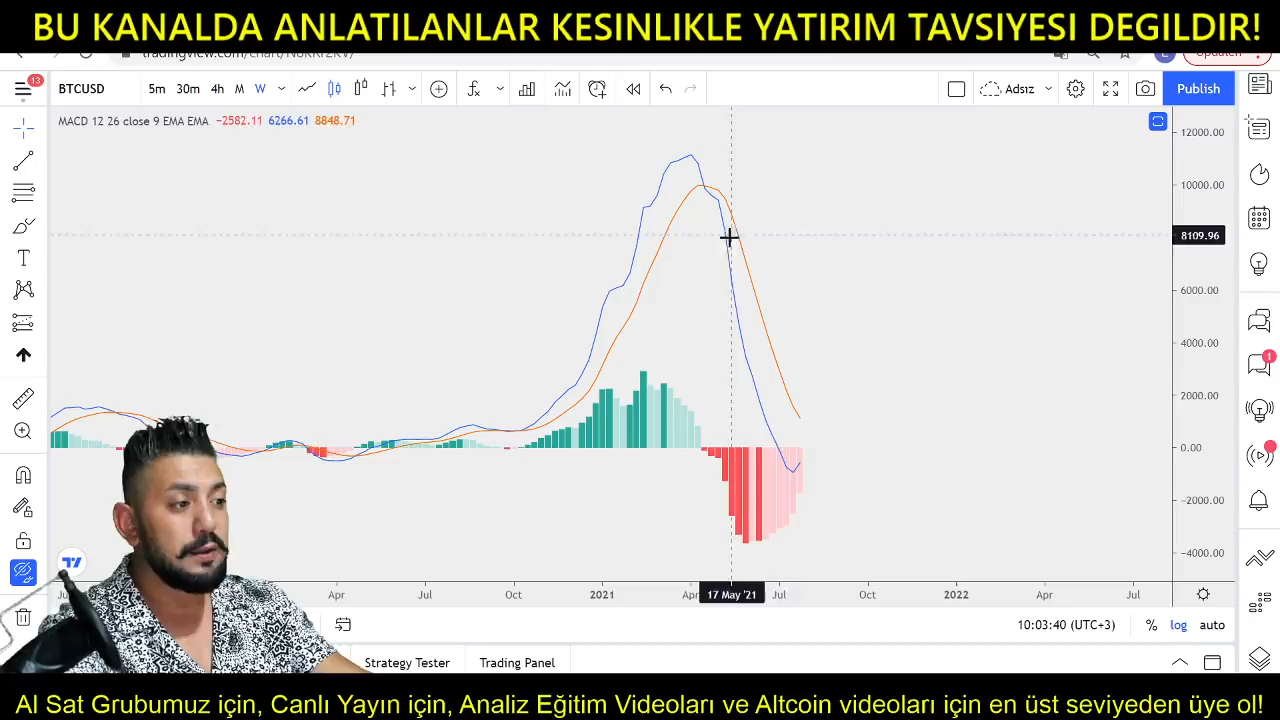 BU KANALDA ANLATILANLAR KESINLIKLE YATIRIM TAVSIYESI DEGILDIR!
13
BTCUSD 5m 30m 4h M W Adsız Publish
MACD 12 26 close 9 EMA EMA −2582.11 6266.61 8848.71
12000.00
10000.00
8109.96
6000.00
4000.00
2000.00
0.00
−2000.00
−4000.00
1
Apr Jul Oct 2021 Apr 17 May '21 Jul Oct 2022 Apr Jul
10:03:40 (UTC+3) % log auto
Strategy Tester Trading Panel
Al Sat Grubumuz için, Canlı Yayın için, Analiz Eğitim Videoları ve Altcoin videoları için en üst seviyeden üye ol!